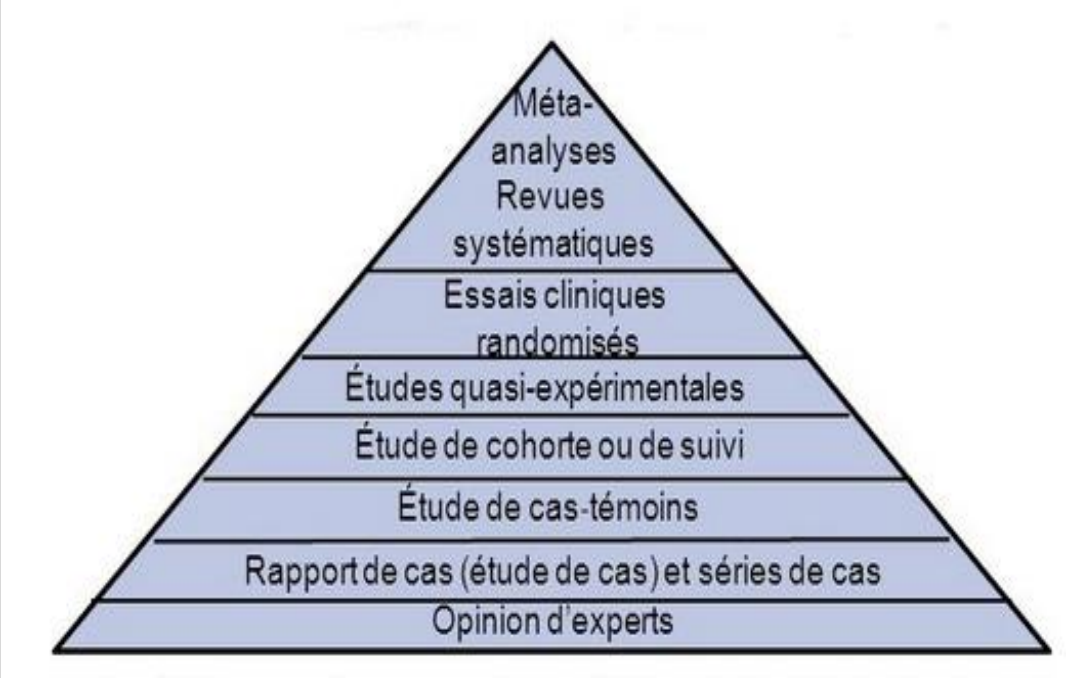 Méta-
analyses
Revues
systématiques
Essais cliniques
randomisés
Études quasi-expérimentales
Étude de cohorte ou de suivi
Étude de cas-témoins
Rapport de cas (étude de cas) et séries de cas
Opinion d'experts